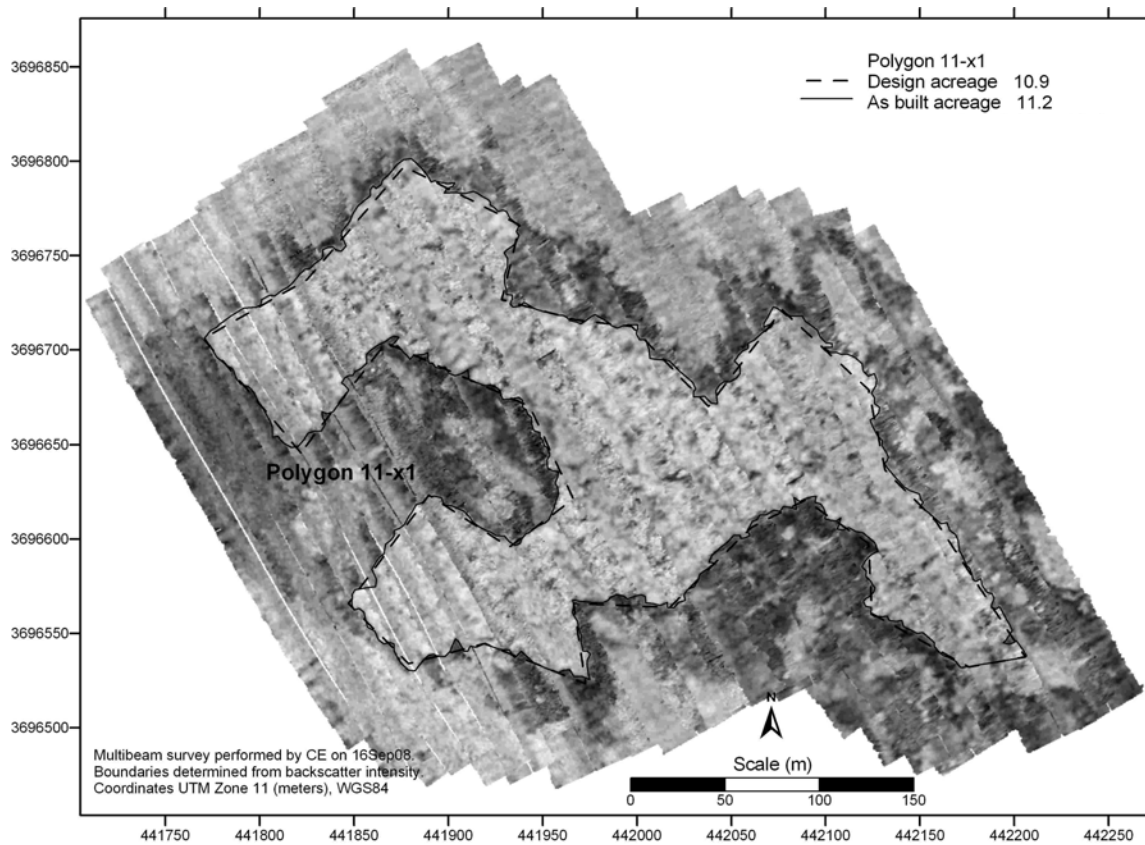 Polygon 11-x1
Design acreage 10.9
As built acreage 11.2
3696850
3696800
3696750
3696700
3696650
3696600
3696550
3696500
Polygon 11-x1
N
Multibeam survey performed by CE on 16Sep08.
Boundaries determined from backscatter intensity.
Coordinates UTM Zone 11 (meters), WGS84
Scale (m)
0 50 100 150
441750 441800 441850 441900 441950 442000 442050 442100 442150 442200 442250